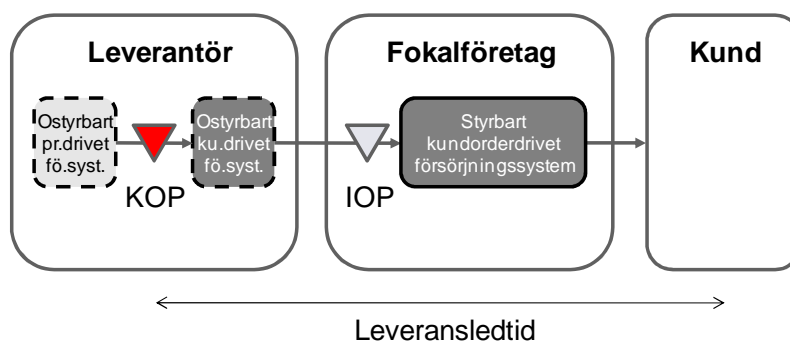 Leverantör
Fokalföretag
Kund
Ostyrbart
pr.drivet
fö.syst.
Ostyrbart
ku.drivet
fö.syst.
Styrbart
kundorderdrivet
försörjningssystem
KOP
IOP
Leveransledtid